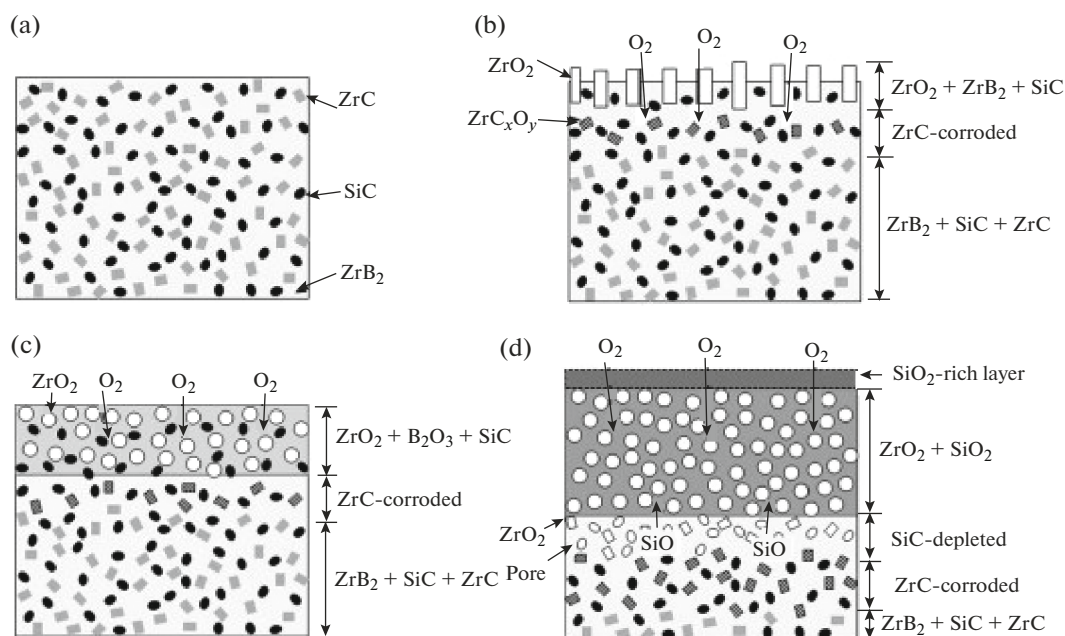 (a)
ZrC
SiC
ZrB₂
(b)
O₂ O₂ O₂
ZrO₂
ZrCₓOᵧ
ZrO₂ + ZrB₂ + SiC
ZrC-corroded
ZrB₂ + SiC + ZrC
(c)
ZrO₂ O₂ O₂ O₂
ZrO₂ + B₂O₃ + SiC
ZrC-corroded
ZrB₂ + SiC + ZrC
(d)
O₂ O₂ O₂
SiO₂-rich layer
ZrO₂ + SiO₂
ZrO₂
SiO SiO
Pore
SiC-depleted
ZrC-corroded
ZrB₂ + SiC + ZrC